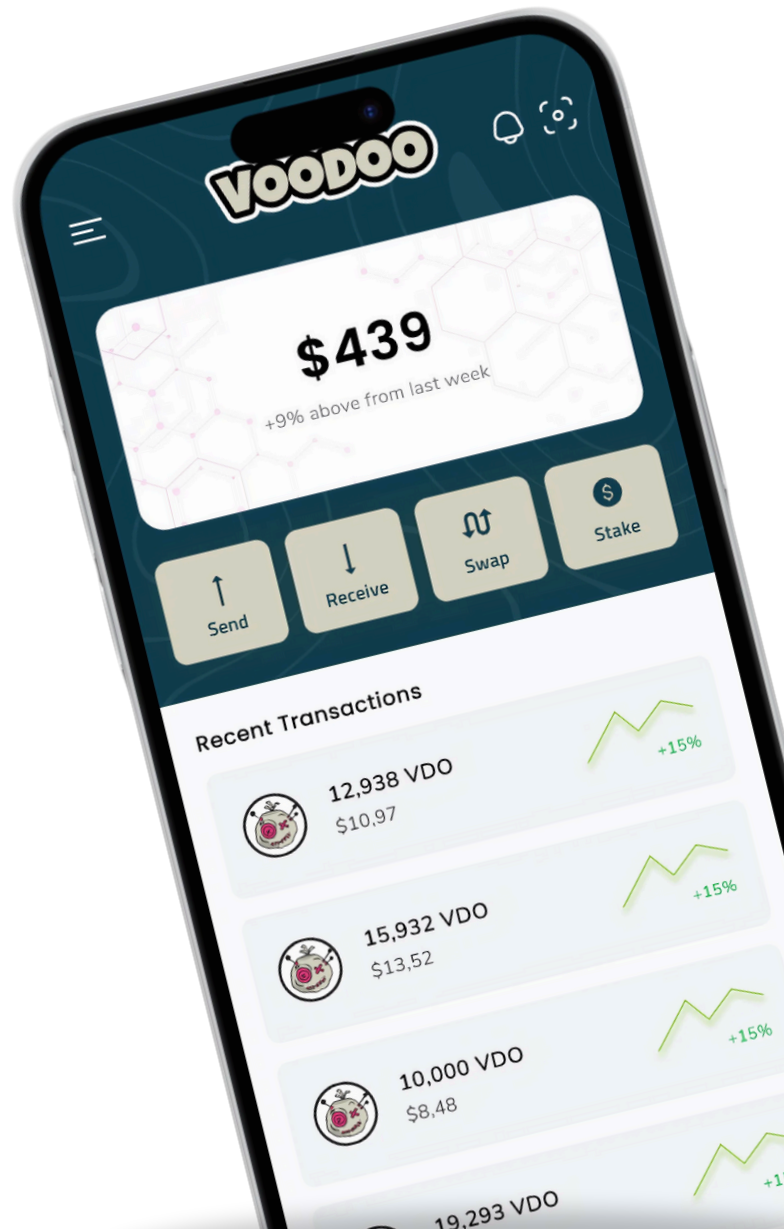 VOODOO
$439
+9% above from last week
Send
Receive
Swap
Stake
Recent Transactions
12,938 VDO
$10,97
+15%
15,932 VDO
$13,52
+15%
10,000 VDO
$8,48
+15%
19,293 VDO